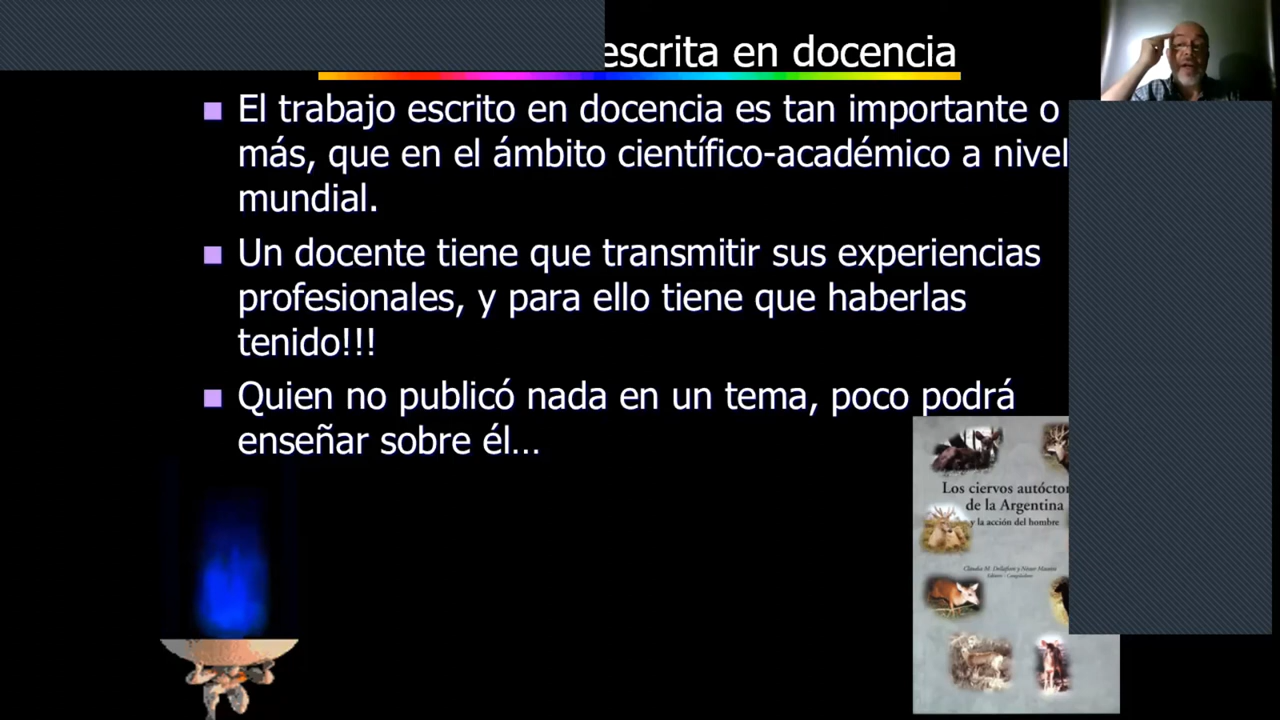 escrita en docencia
El trabajo escrito en docencia es tan importante o
más, que en el ámbito científico-académico a nivel
mundial.
Un docente tiene que transmitir sus experiencias
profesionales, y para ello tiene que haberlas
tenido!!!
Quien no publicó nada en un tema, poco podrá
enseñar sobre él...
Los ciervos
de la Argentina
y la acción del hombre